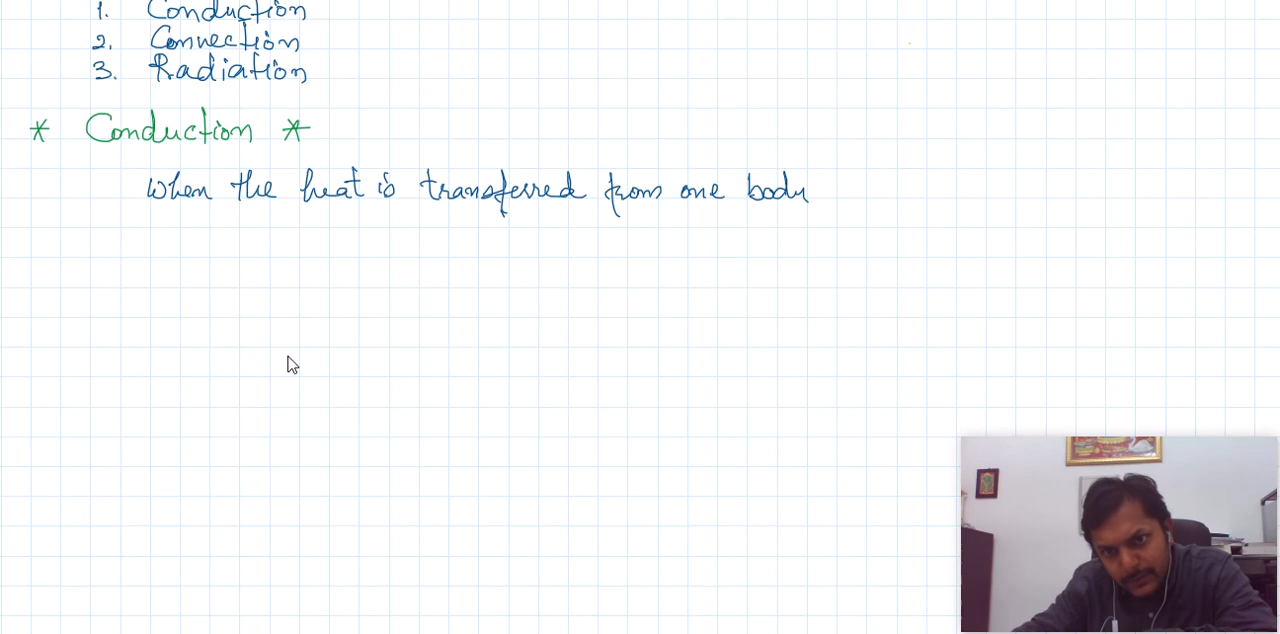 1. Conduction
2. Convection
3. Radiation
* Conduction *
When the heat is transferred from one body